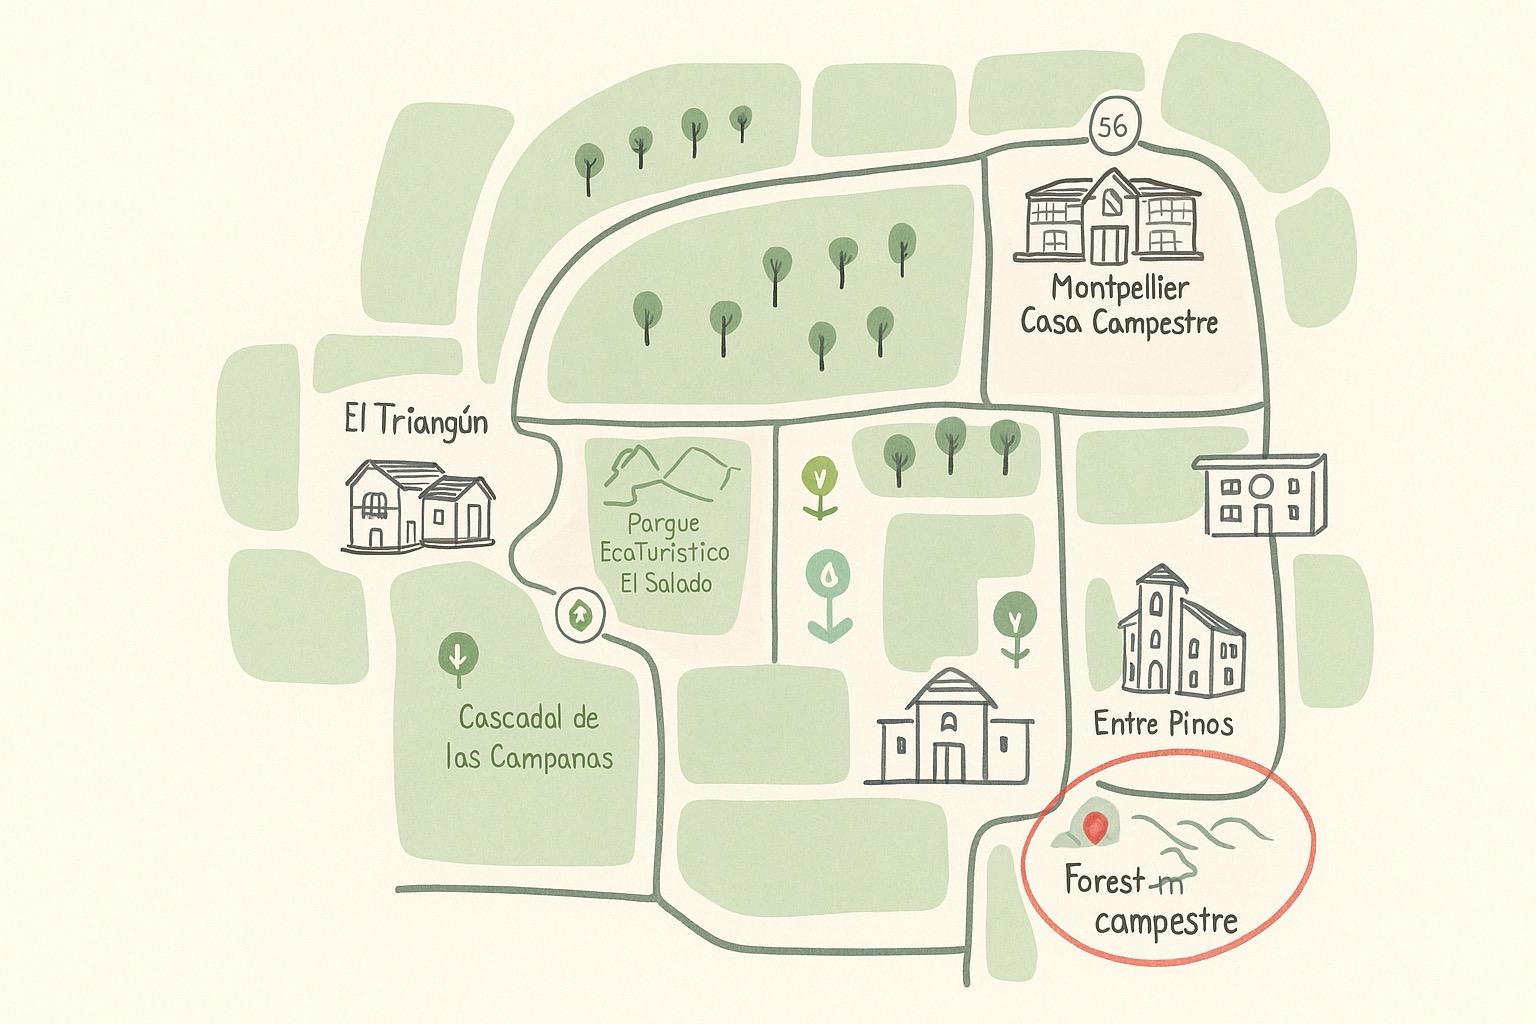 56
Montpellier
Casa Campestre
El Triangún
Pargue
EcaTuristico
El Salado
Cascadal de
las Campanas
Entre Pinos
Forest-m
campestre